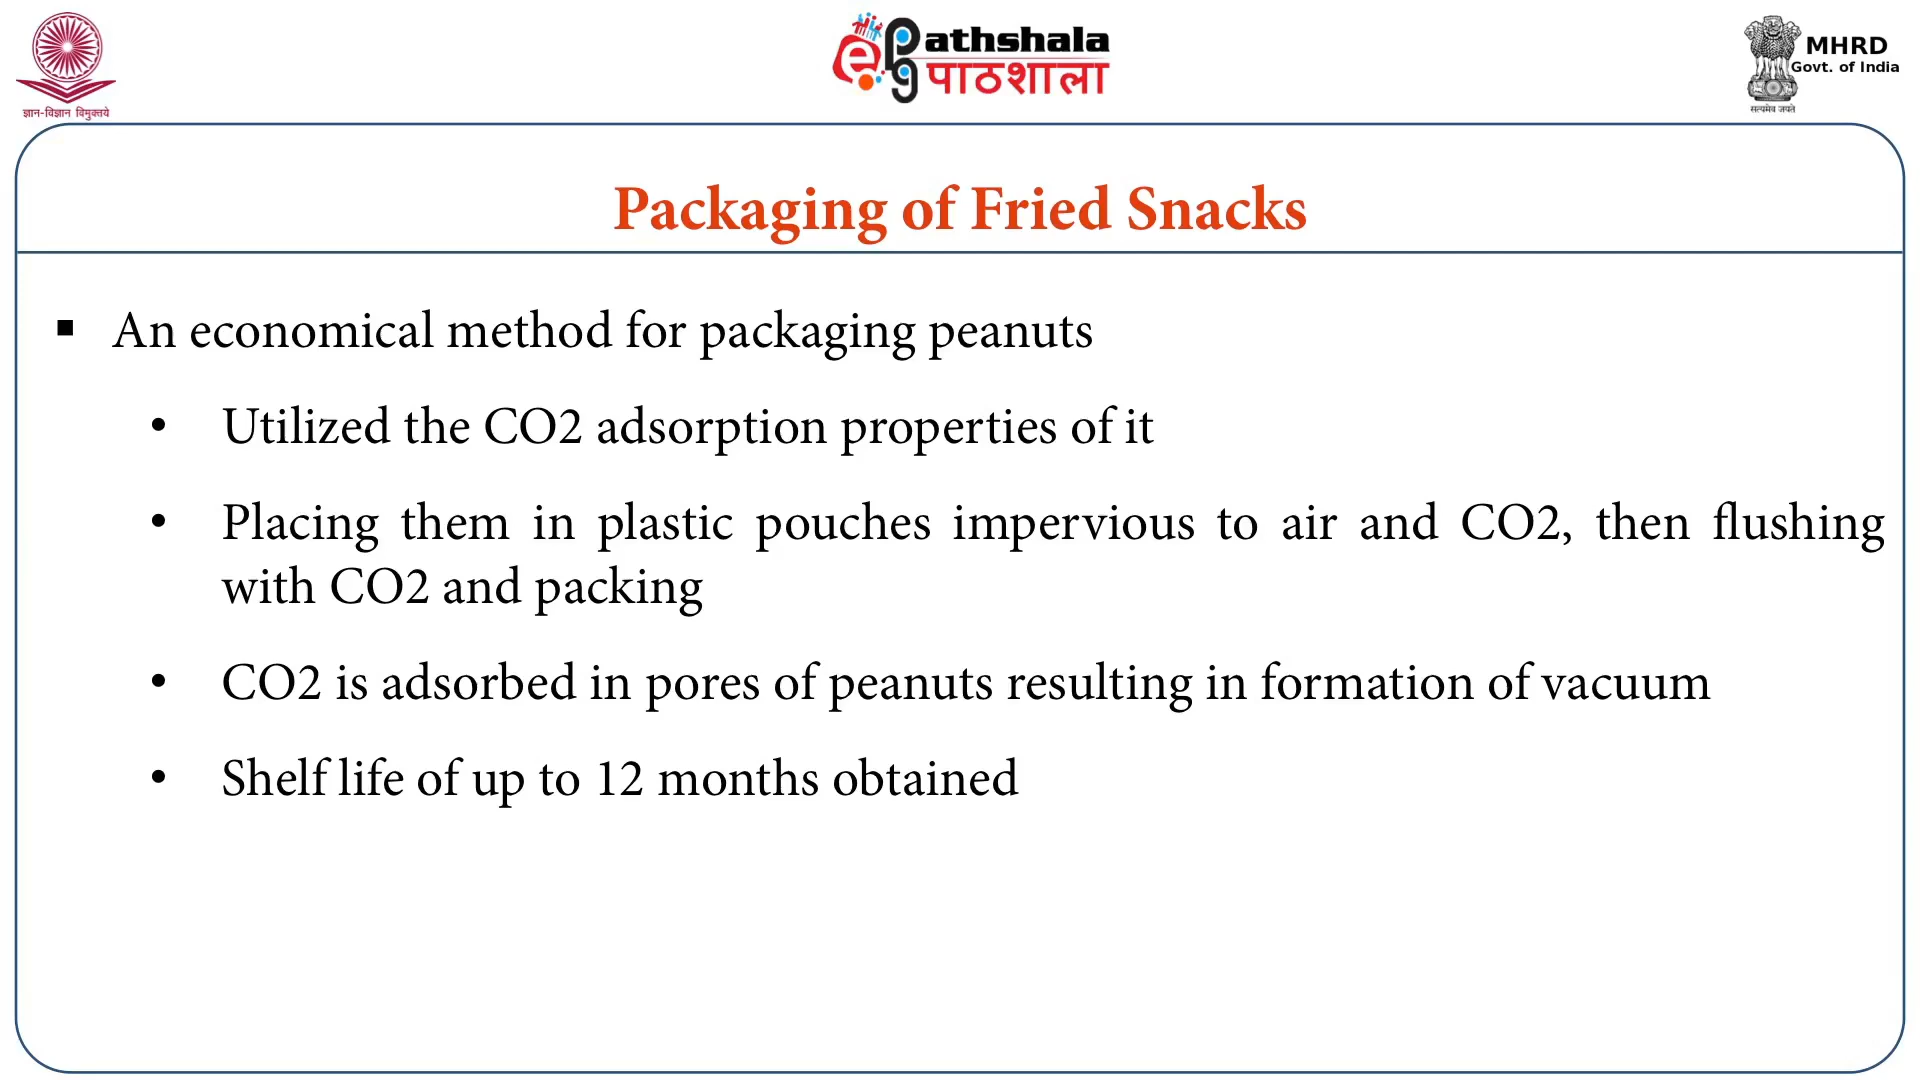 ज्ञान-विज्ञान विमुक्तये
e pg Pathshala
पाठशाला
MHRD
Govt. of India
सत्यमेव जयते
Packaging of Fried Snacks
▪ An economical method for packaging peanuts
• Utilized the CO2 adsorption properties of it
• Placing them in plastic pouches impervious to air and CO2, then flushing
with CO2 and packing
• CO2 is adsorbed in pores of peanuts resulting in formation of vacuum
• Shelf life of up to 12 months obtained